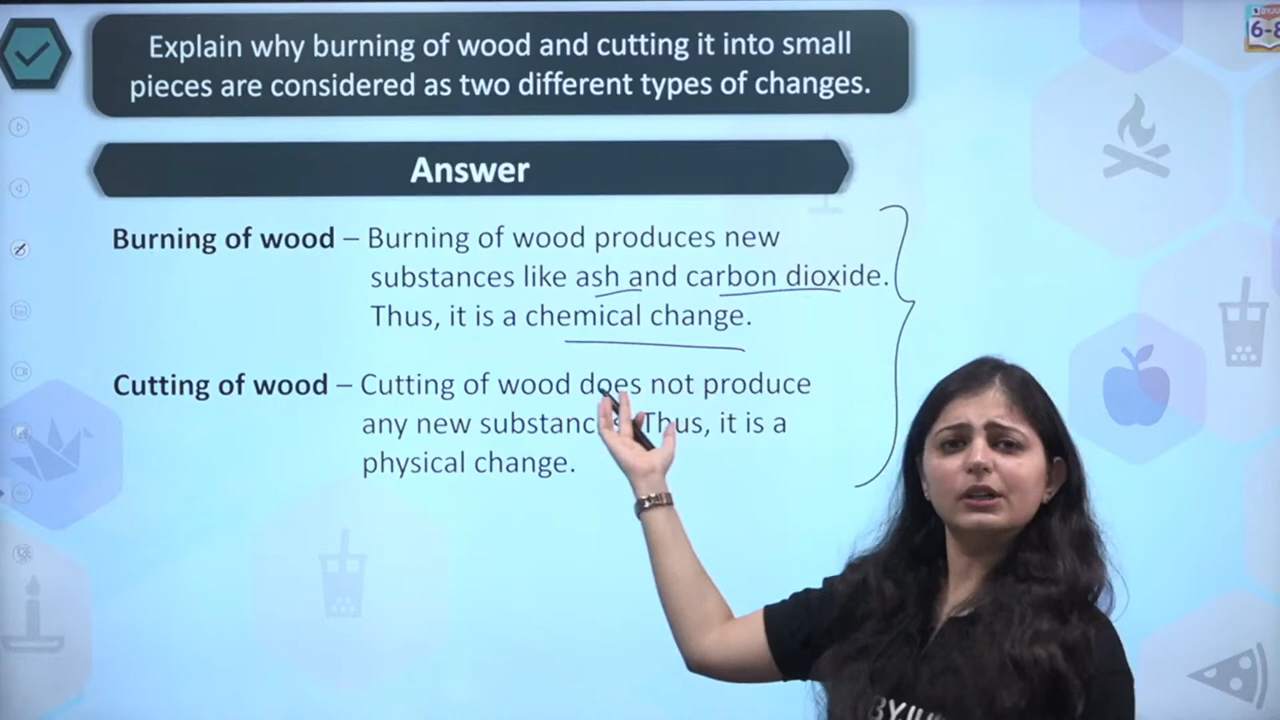 Explain why burning of wood and cutting it into small
pieces are considered as two different types of changes.
BYJU
6-8
Answer
Burning of wood – Burning of wood produces new
substances like ash and carbon dioxide.
Thus, it is a chemical change.
Cutting of wood – Cutting of wood does not produce
any new substances. Thus, it is a
physical change.
BYJU